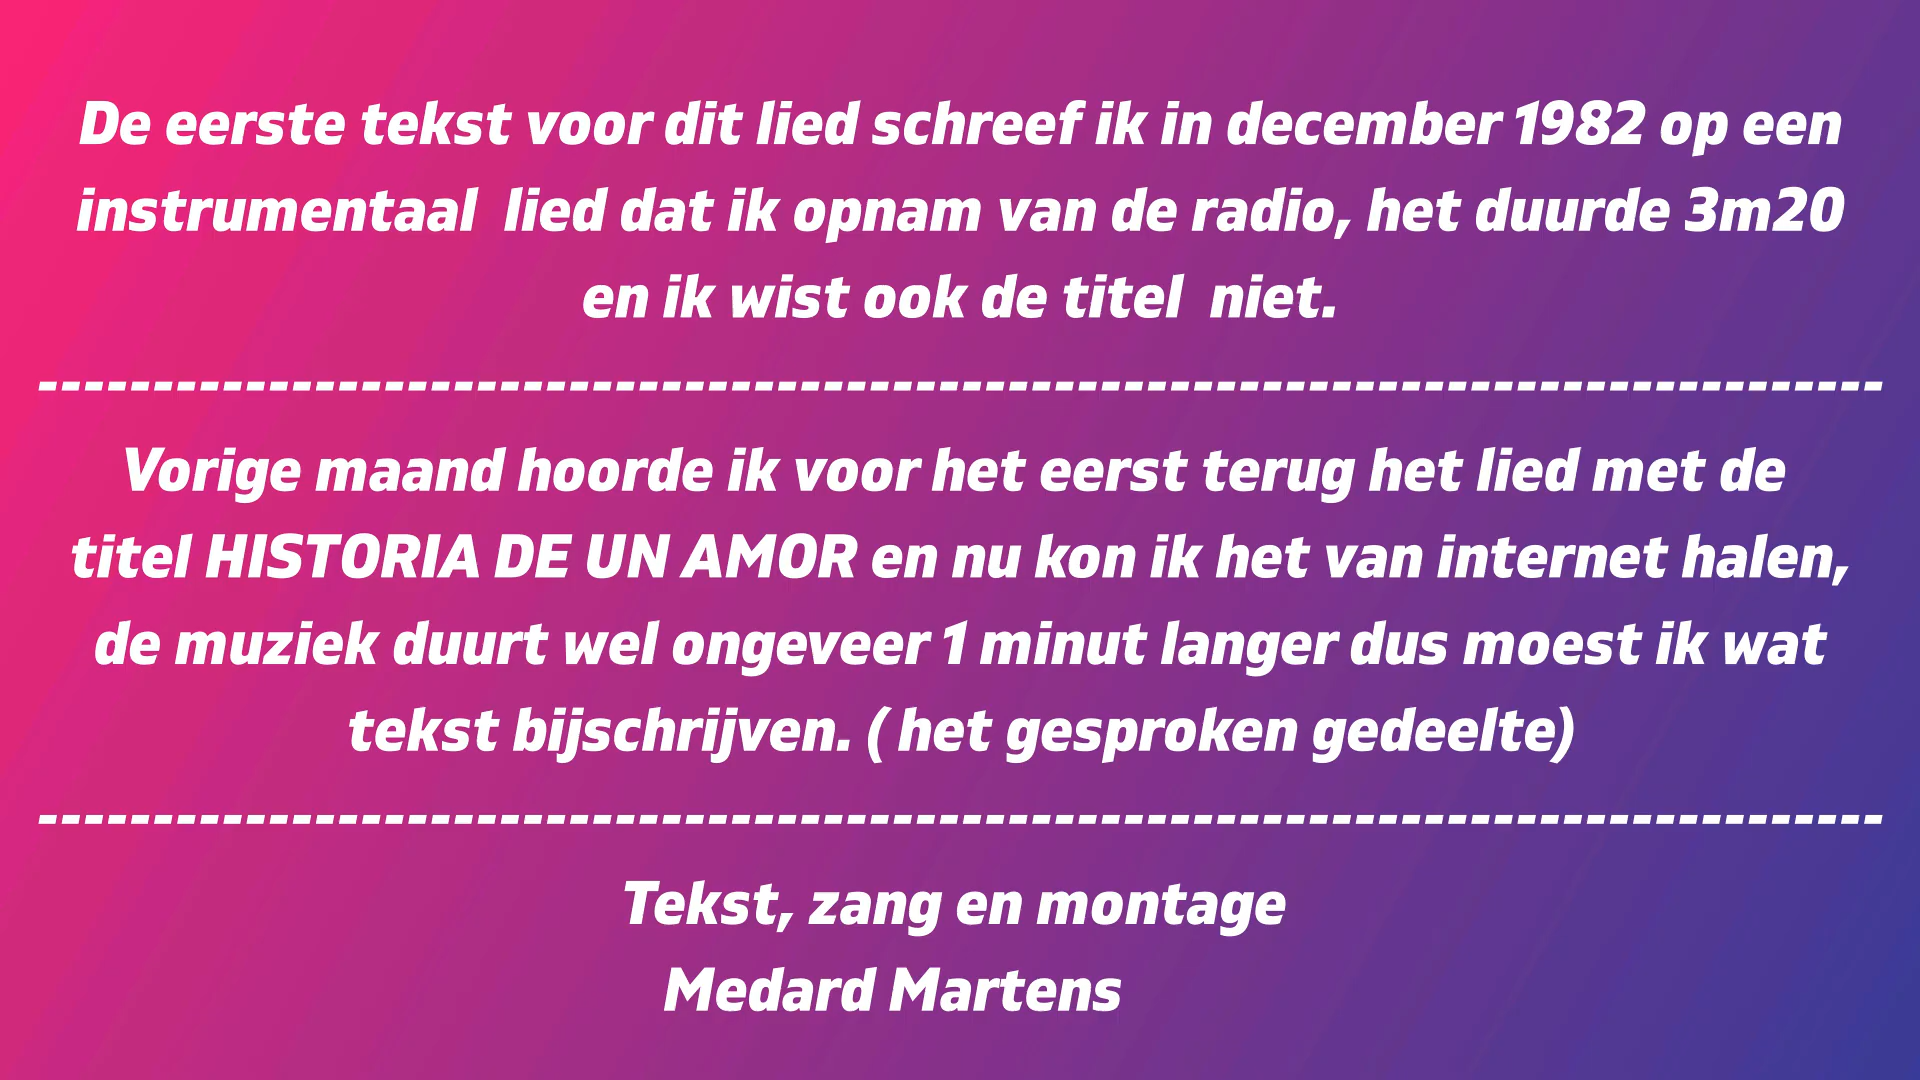 De eerste tekst voor dit lied schreef ik in december 1982 op een
instrumentaal  lied dat ik opnam van de radio, het duurde 3m20
en ik wist ook de titel  niet.
--------------------------------------------------------------------------------
Vorige maand hoorde ik voor het eerst terug het lied met de
titel HISTORIA DE UN AMOR en nu kon ik het van internet halen,
de muziek duurt wel ongeveer 1 minut langer dus moest ik wat
tekst bijschrijven. ( het gesproken gedeelte)
--------------------------------------------------------------------------------
Tekst, zang en montage
Medard Martens